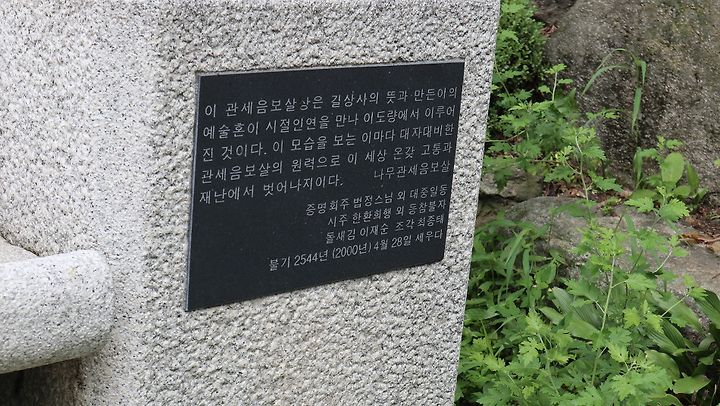 이 관세음보살상은 길상사의 뜻과 만든이의
예술혼이 시절인연을 만나 이도량에서 이루어
진 것이다. 이 모습을 보는 이마다 대자대비한
관세음보살의 원력으로 이 세상 온갖 고통과
재난에서 벗어나지이다. 나무관세음보살
증명회주 법정스님 외 대중일동
시주 한환희행 외 동참불자
돌새김 이재순 조각 최종태
불기 2544년 (2000년) 4월 28일 세우다